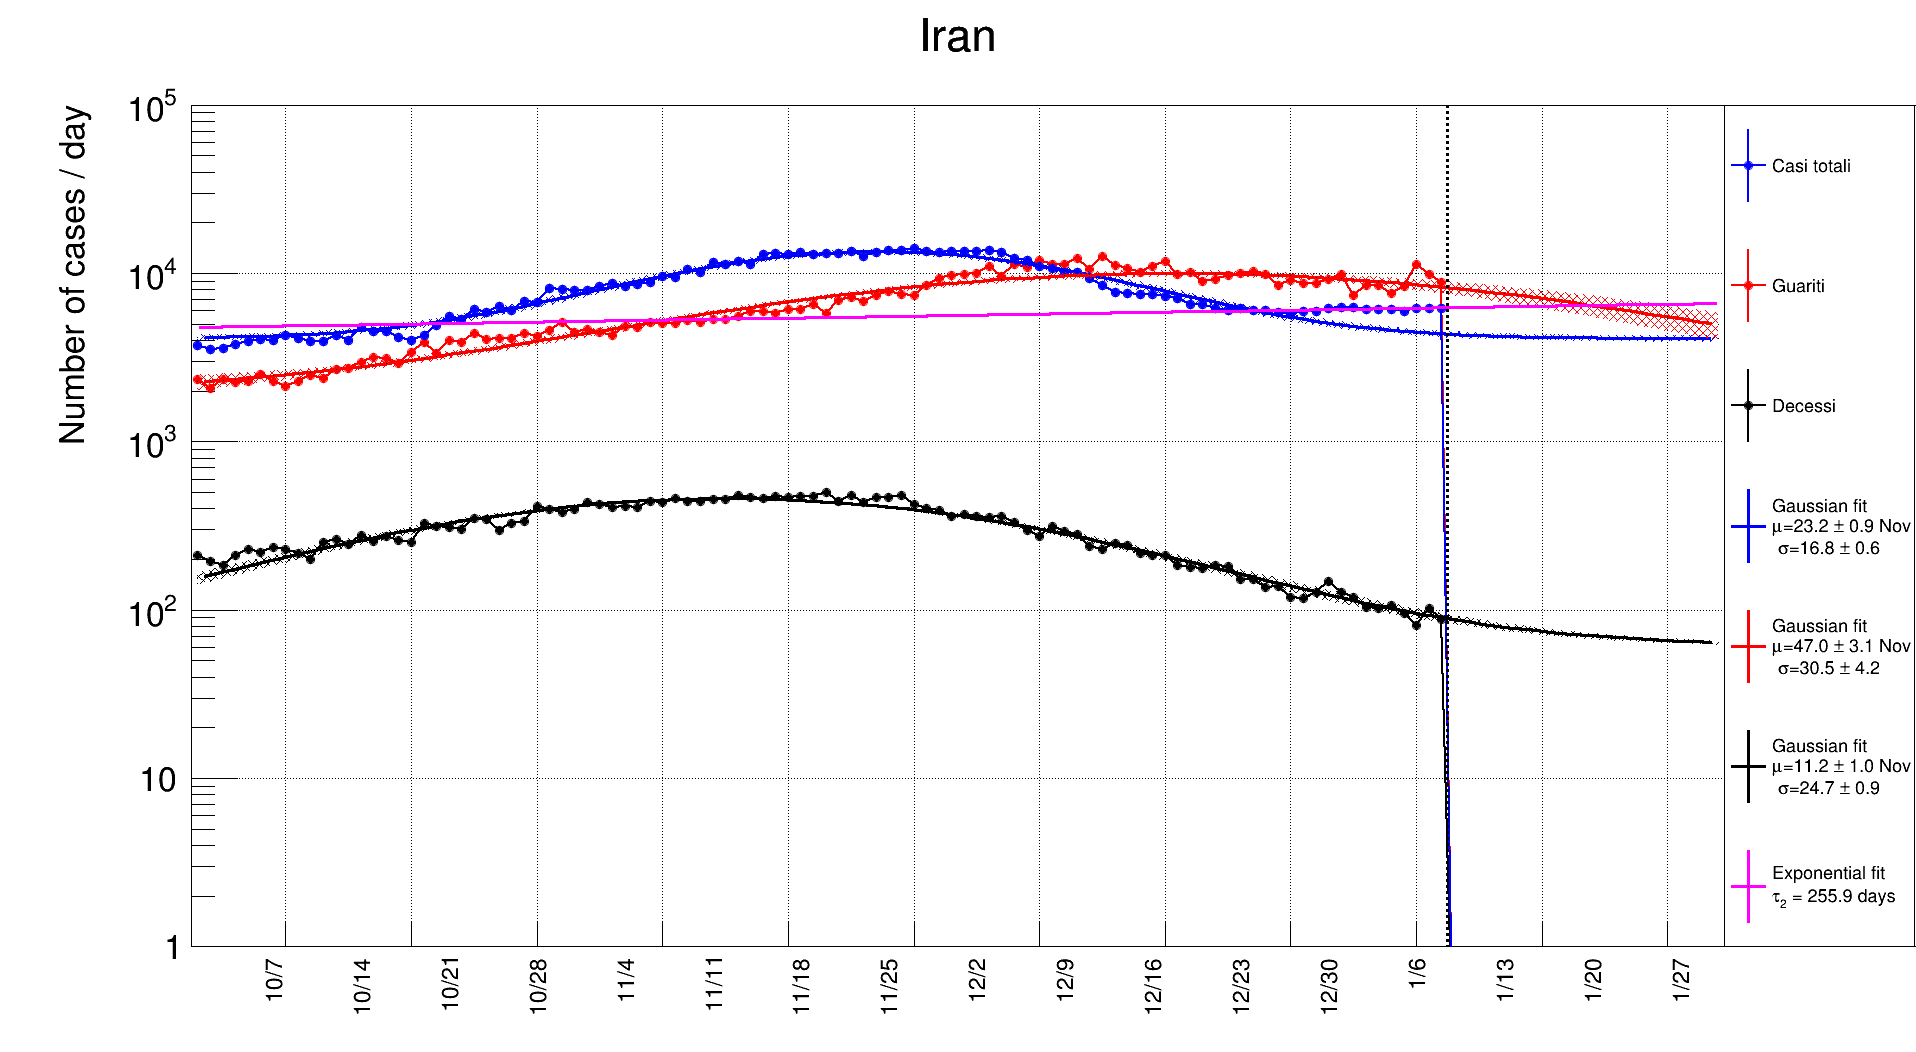 Iran
Number of cases / day
10^5
10^4
10^3
10^2
10
1
10/7
10/14
10/21
10/28
11/4
11/11
11/18
11/25
12/2
12/9
12/16
12/23
12/30
1/6
1/13
1/20
1/27
Casi totali
Guariti
Decessi
Gaussian fit
μ=23.2 ± 0.9 Nov
σ=16.8 ± 0.6
Gaussian fit
μ=47.0 ± 3.1 Nov
σ=30.5 ± 4.2
Gaussian fit
μ=11.2 ± 1.0 Nov
σ=24.7 ± 0.9
Exponential fit
τ₂ = 255.9 days